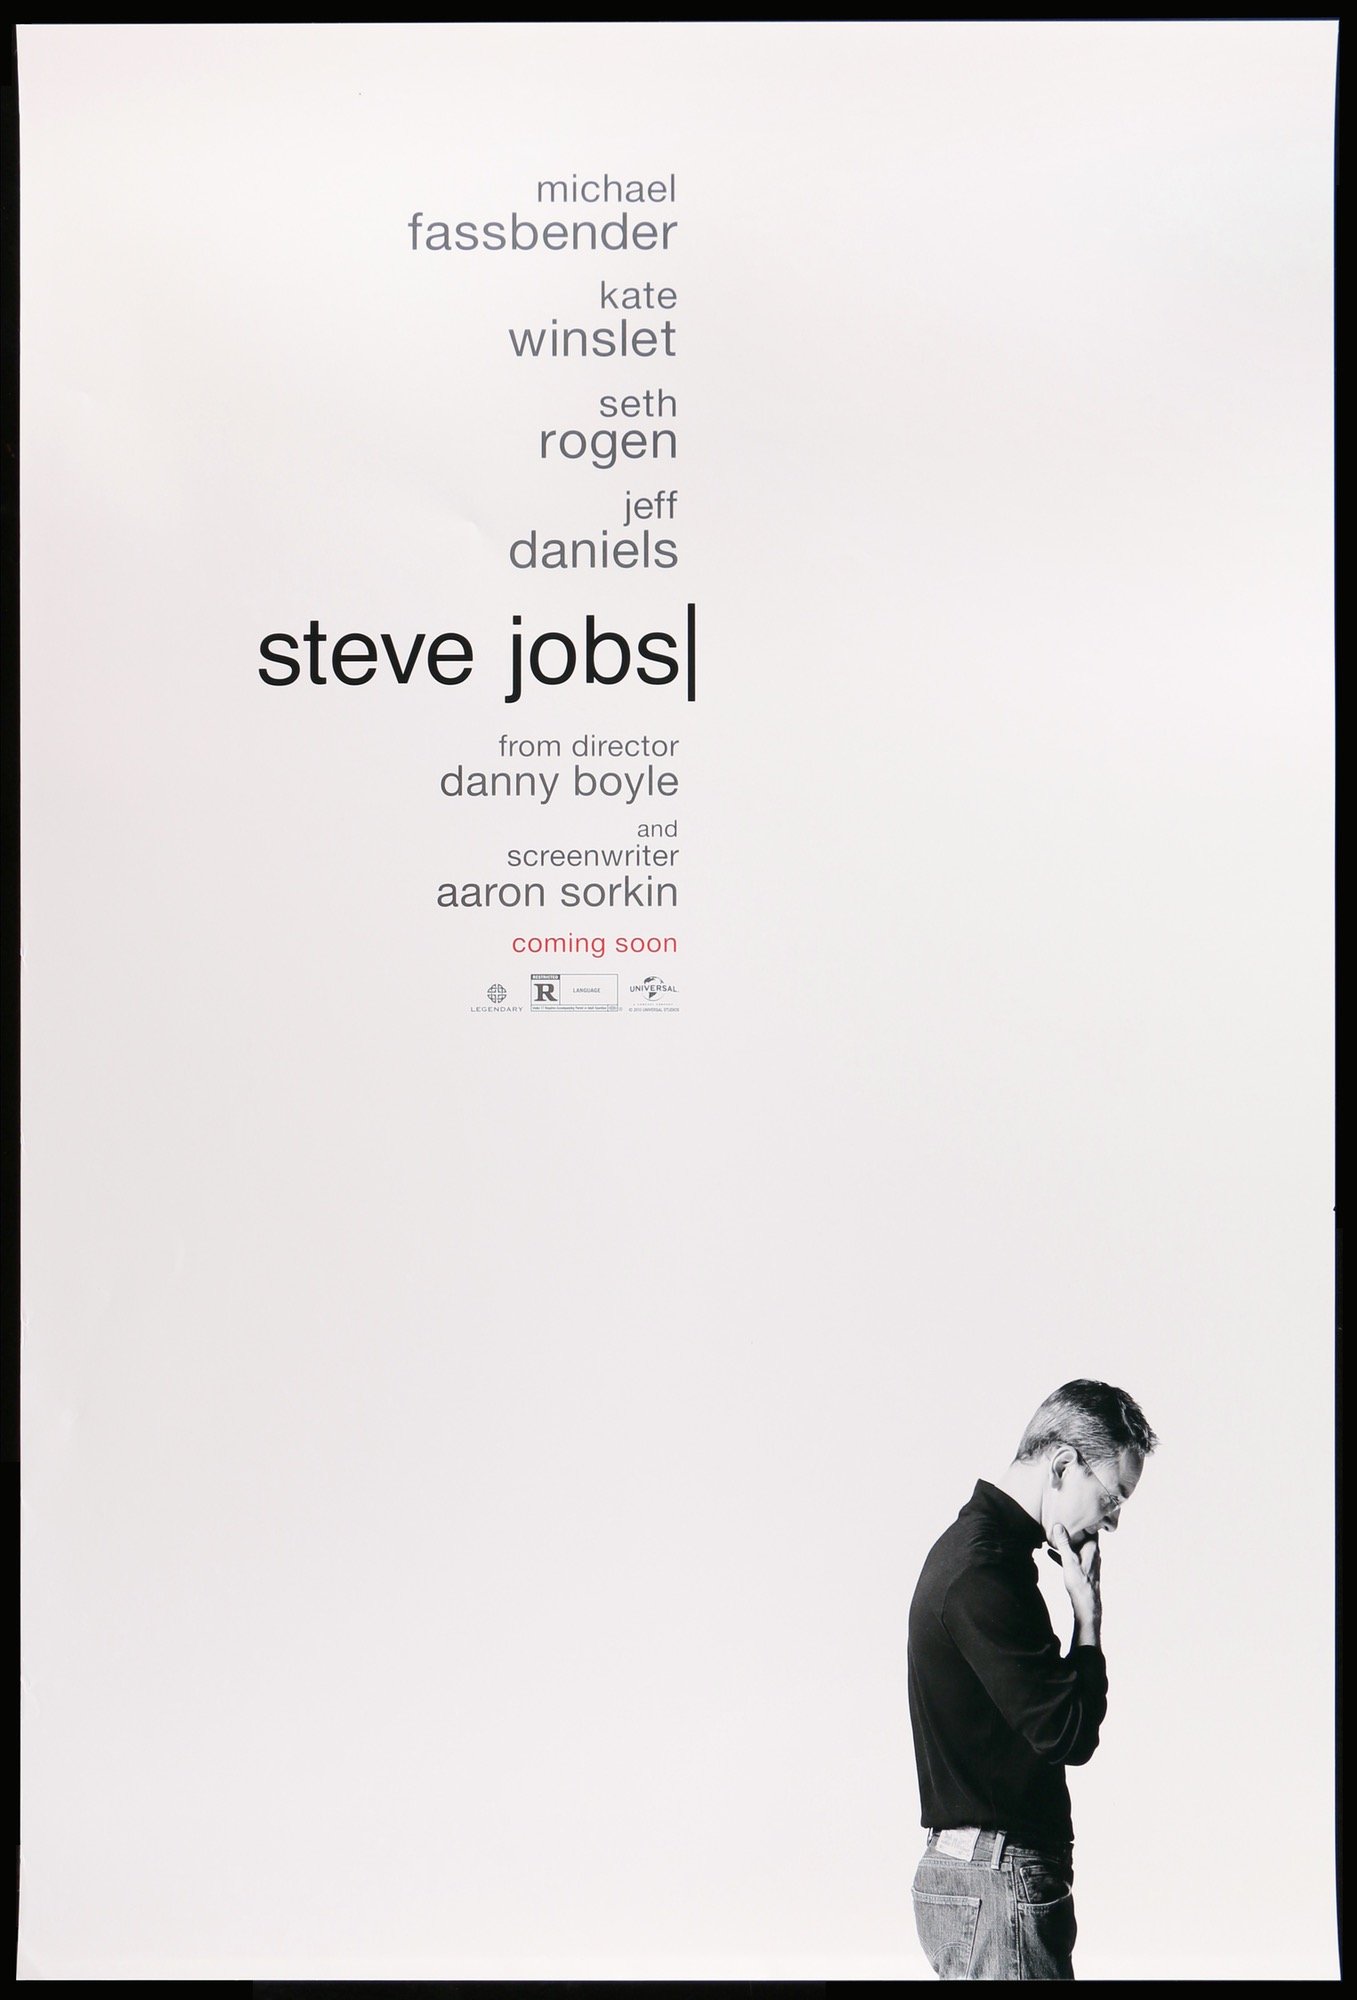 michael
fassbender
kate
winslet
seth
rogen
jeff
daniels
steve jobs|
from director
danny boyle
and
screenwriter
aaron sorkin
coming soon
LEGENDARY
RESTRICTED
R
LANGUAGE
UNIVERSAL